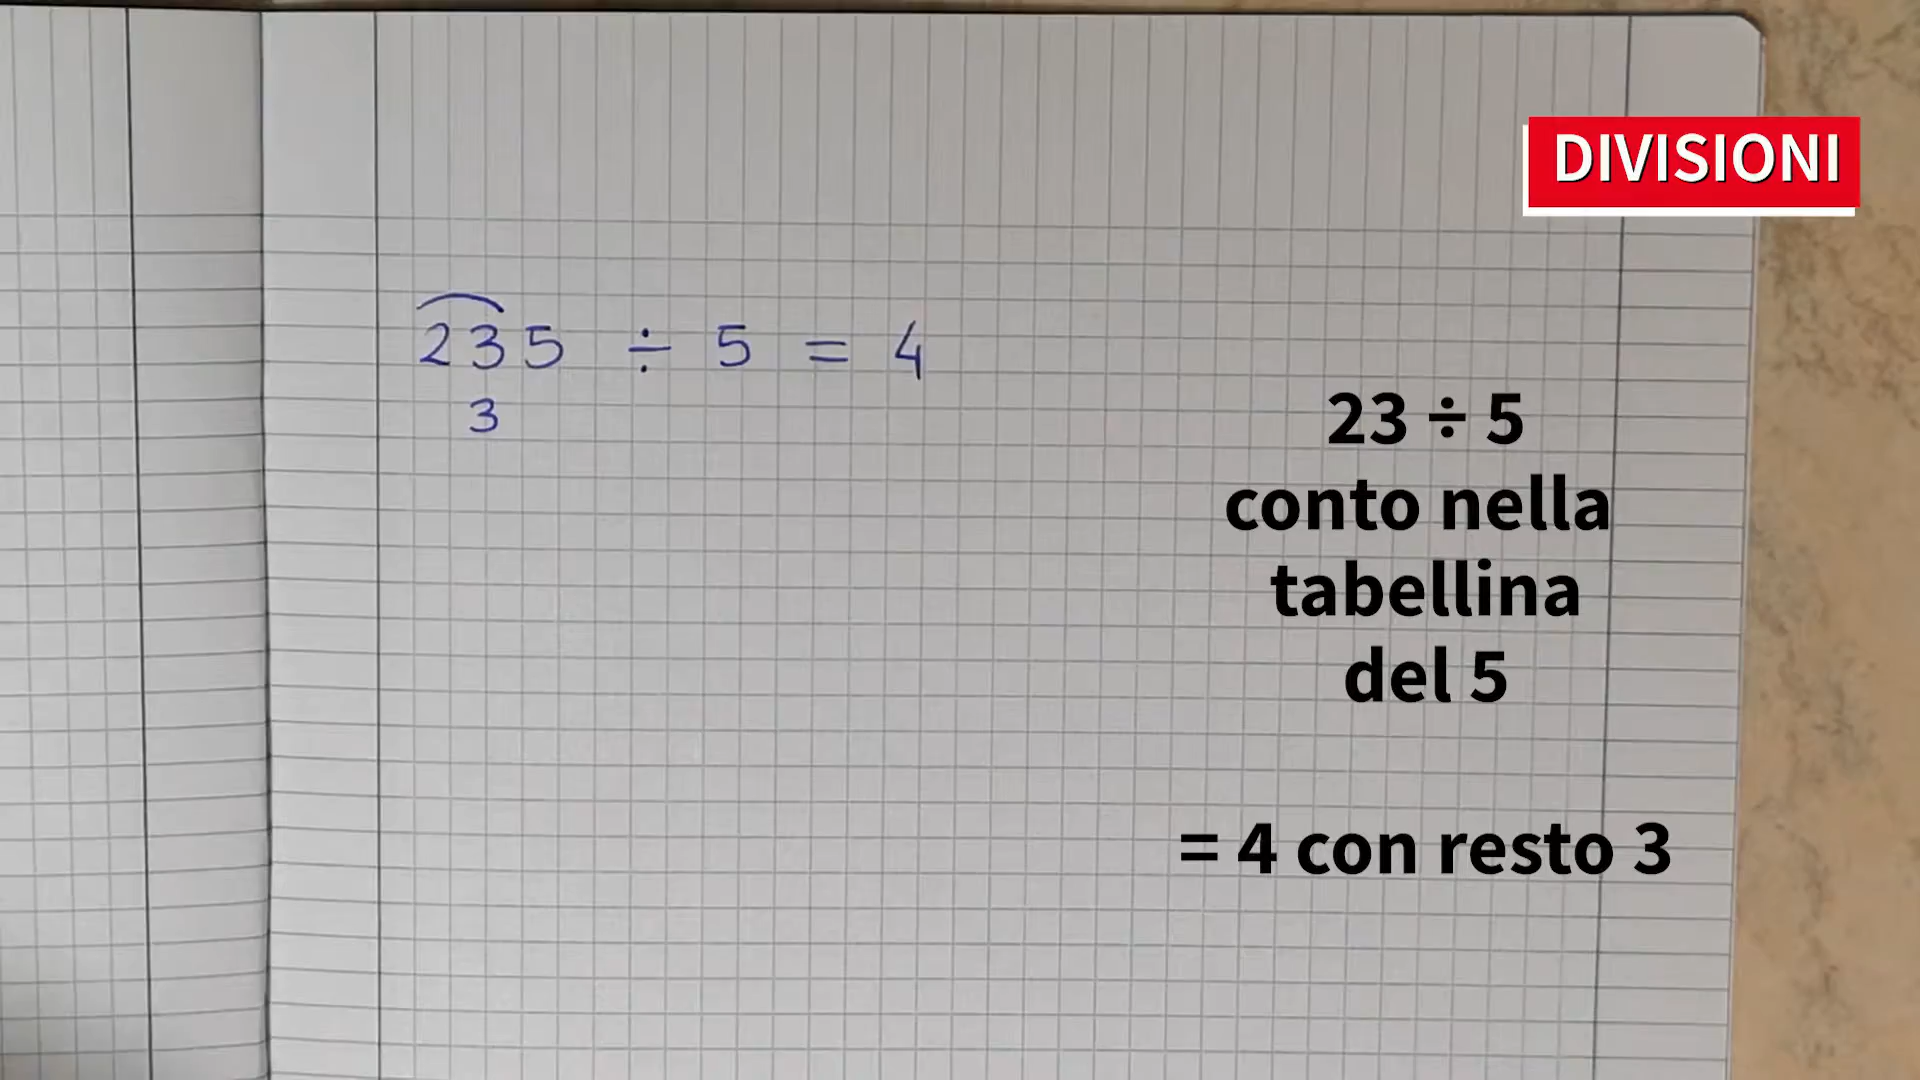 DIVISIONI
235 ÷ 5 = 4
3
23 ÷ 5
conto nella
tabellina
del 5
= 4 con resto 3